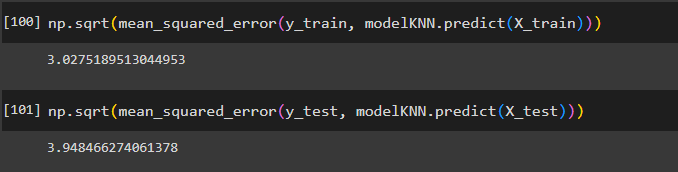 [100] np.sqrt(mean_squared_error(y_train, modelKNN.predict(X_train)))
3.0275189513044953
[101] np.sqrt(mean_squared_error(y_test, modelKNN.predict(X_test)))
3.948466274061378